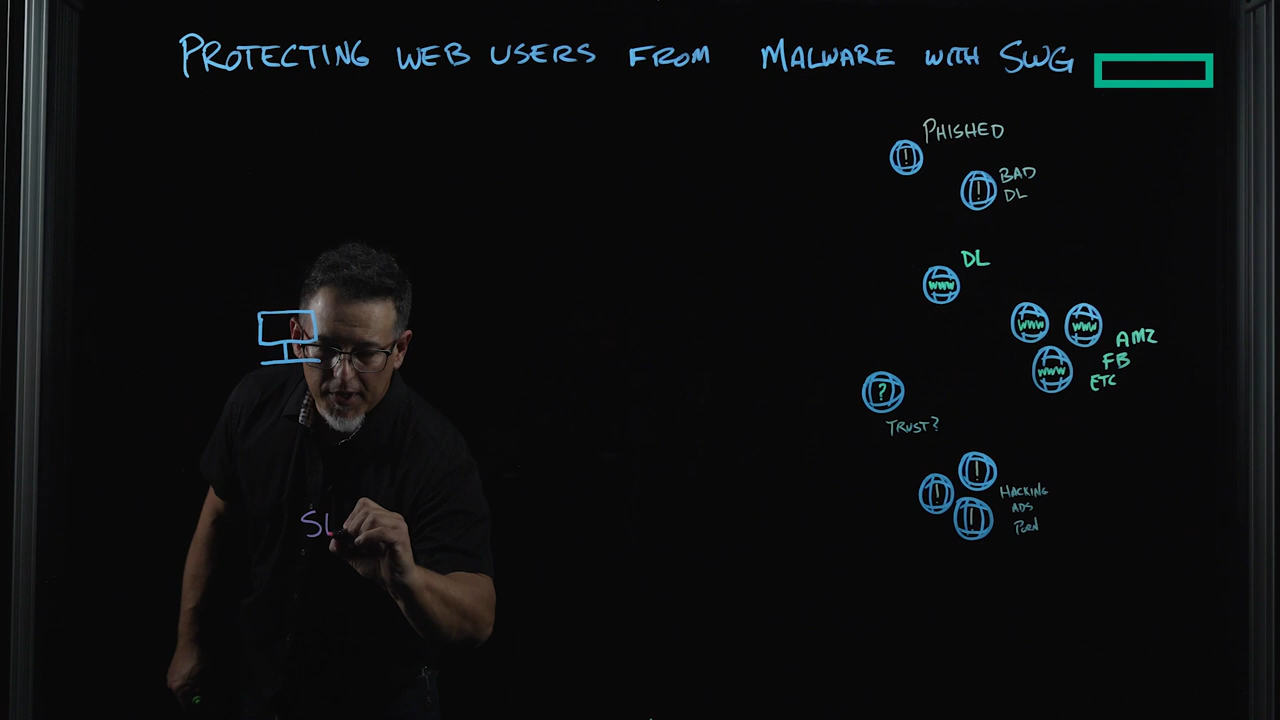 PROTECTING WEB USERS FROM MALWARE WITH SWG
PHISHED
!
BAD
DL
!
DL
www
www
www
AMZ
www
FB
ETC
?
TRUST?
!
!
HACKING
ADS
!
PORN